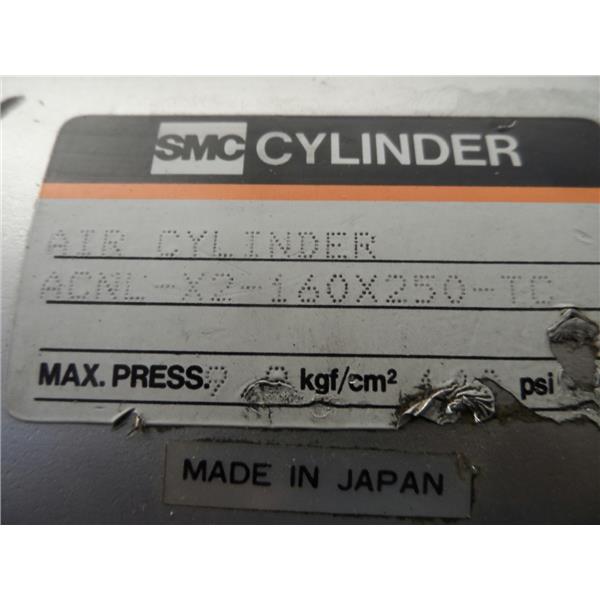 SMC CYLINDER
AIR CYLINDER
ACNL-X2-160X250-TC
MAX. PRESS. kgf/cm² psi
MADE IN JAPAN